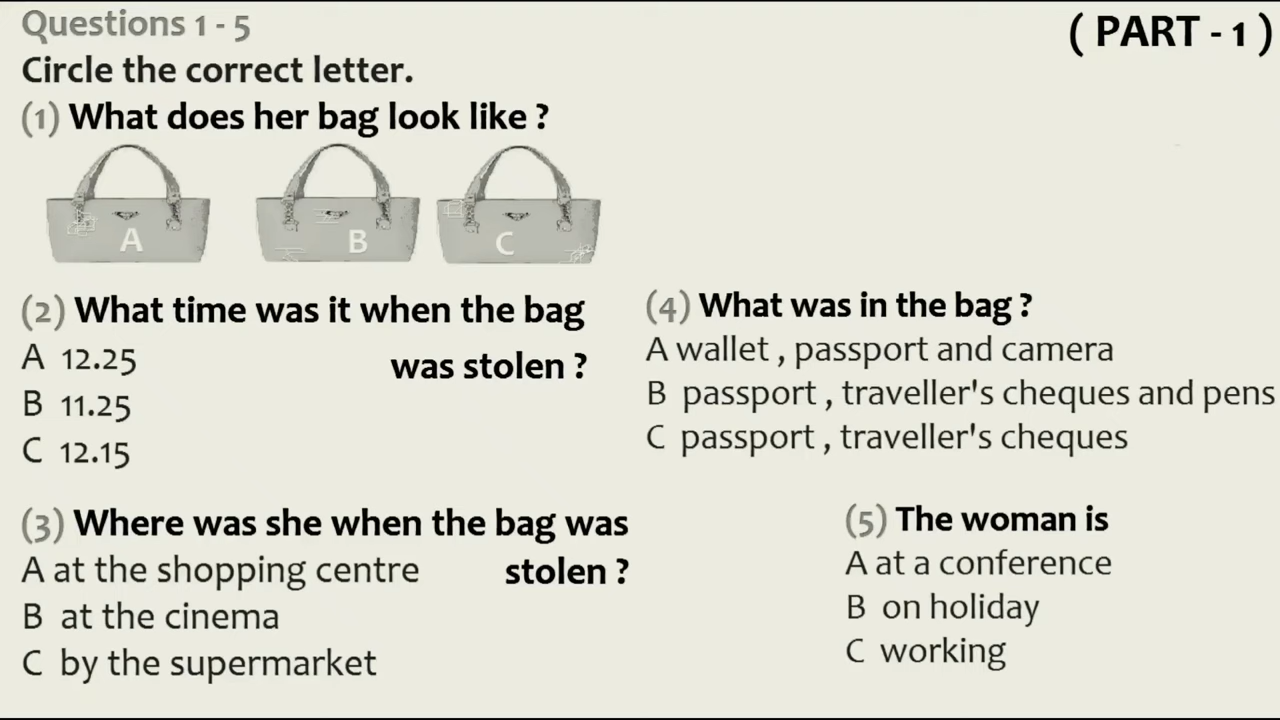 Questions 1 - 5
( PART - 1 )
Circle the correct letter.
(1) What does her bag look like ?
A
B
C
(2) What time was it when the bag
was stolen ?
A 12.25
B 11.25
C 12.15
(3) Where was she when the bag was
stolen ?
A at the shopping centre
B at the cinema
C by the supermarket
(4) What was in the bag ?
A wallet , passport and camera
B passport , traveller's cheques and pens
C passport , traveller's cheques
(5) The woman is
A at a conference
B on holiday
C working